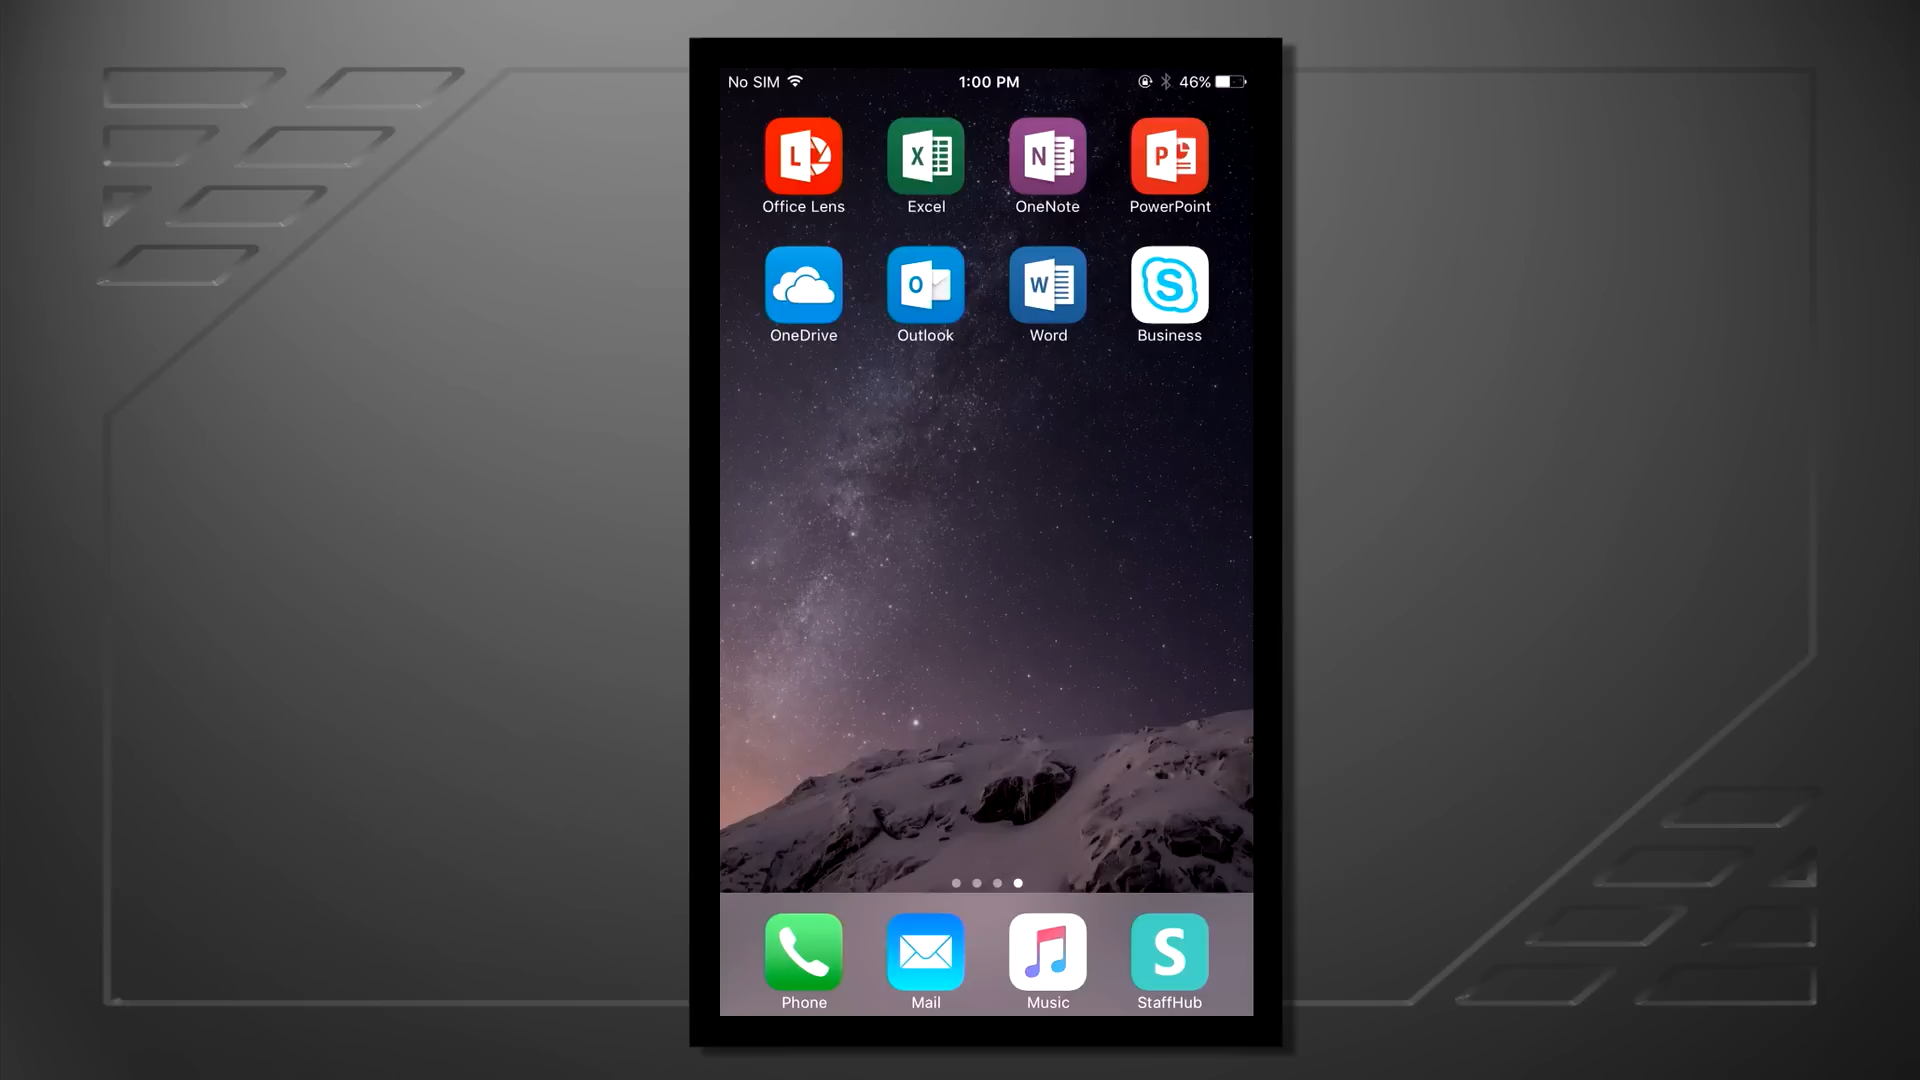 No SIM 1:00 PM 46%
L X N P
Office Lens Excel OneNote PowerPoint
O W S
OneDrive Outlook Word Business
S
Phone Mail Music StaffHub